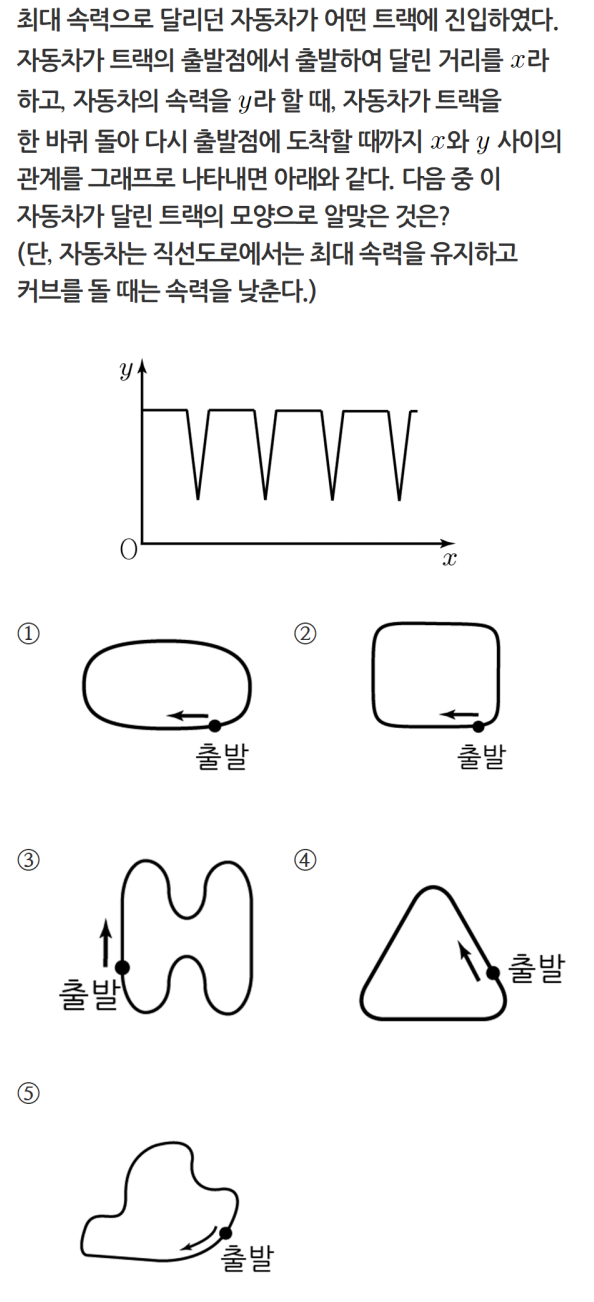 최대 속력으로 달리던 자동차가 어떤 트랙에 진입하였다.
자동차가 트랙의 출발점에서 출발하여 달린 거리를 x라
하고, 자동차의 속력을 y라 할 때, 자동차가 트랙을
한 바퀴 돌아 다시 출발점에 도착할 때까지 x와 y 사이의
관계를 그래프로 나타내면 아래와 같다. 다음 중 이
자동차가 달린 트랙의 모양으로 알맞은 것은?
(단, 자동차는 직선도로에서는 최대 속력을 유지하고
커브를 돌 때는 속력을 낮춘다.)
y
O
x
①
출발
②
출발
③
출발
④
출발
⑤
출발